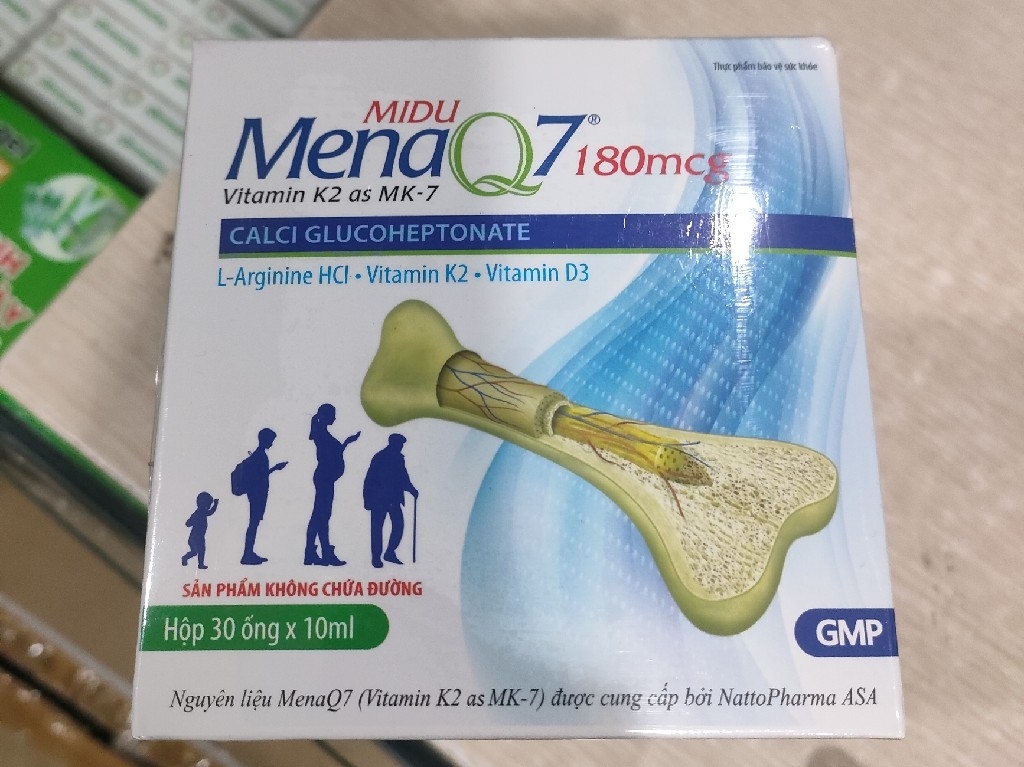 Thực phẩm bảo vệ sức khỏe
MIDU
MenaQ7® 180mcg
Vitamin K2 as MK-7
CALCI GLUCOHEPTONATE
L-Arginine HCl • Vitamin K2 • Vitamin D3
SẢN PHẨM KHÔNG CHỨA ĐƯỜNG
Hộp 30 ống x 10ml
GMP
Nguyên liệu MenaQ7 (Vitamin K2 as MK-7) được cung cấp bởi NattoPharma ASA